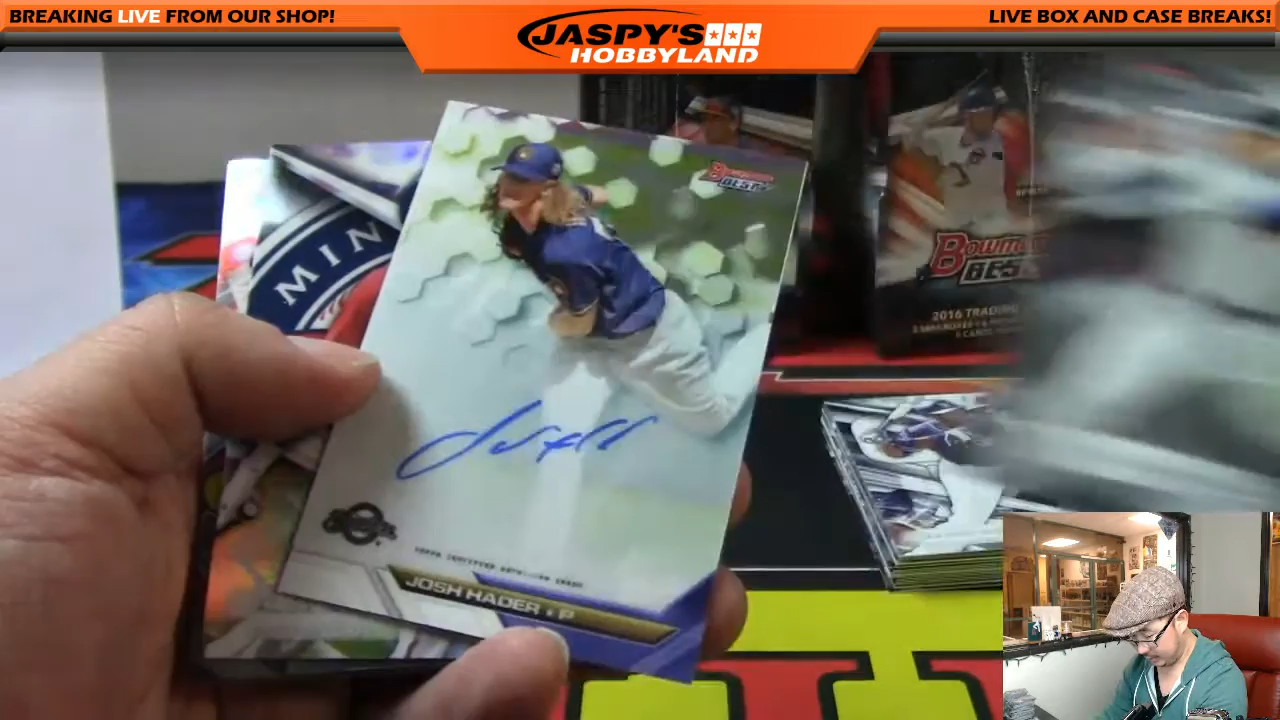 BREAKING LIVE FROM OUR SHOP!
JASPY'S
HOBBYLAND
LIVE BOX AND CASE BREAKS!
BOWMAN'S
BEST
MIN
BEST
2016 TRADING
JOSH HADER • P